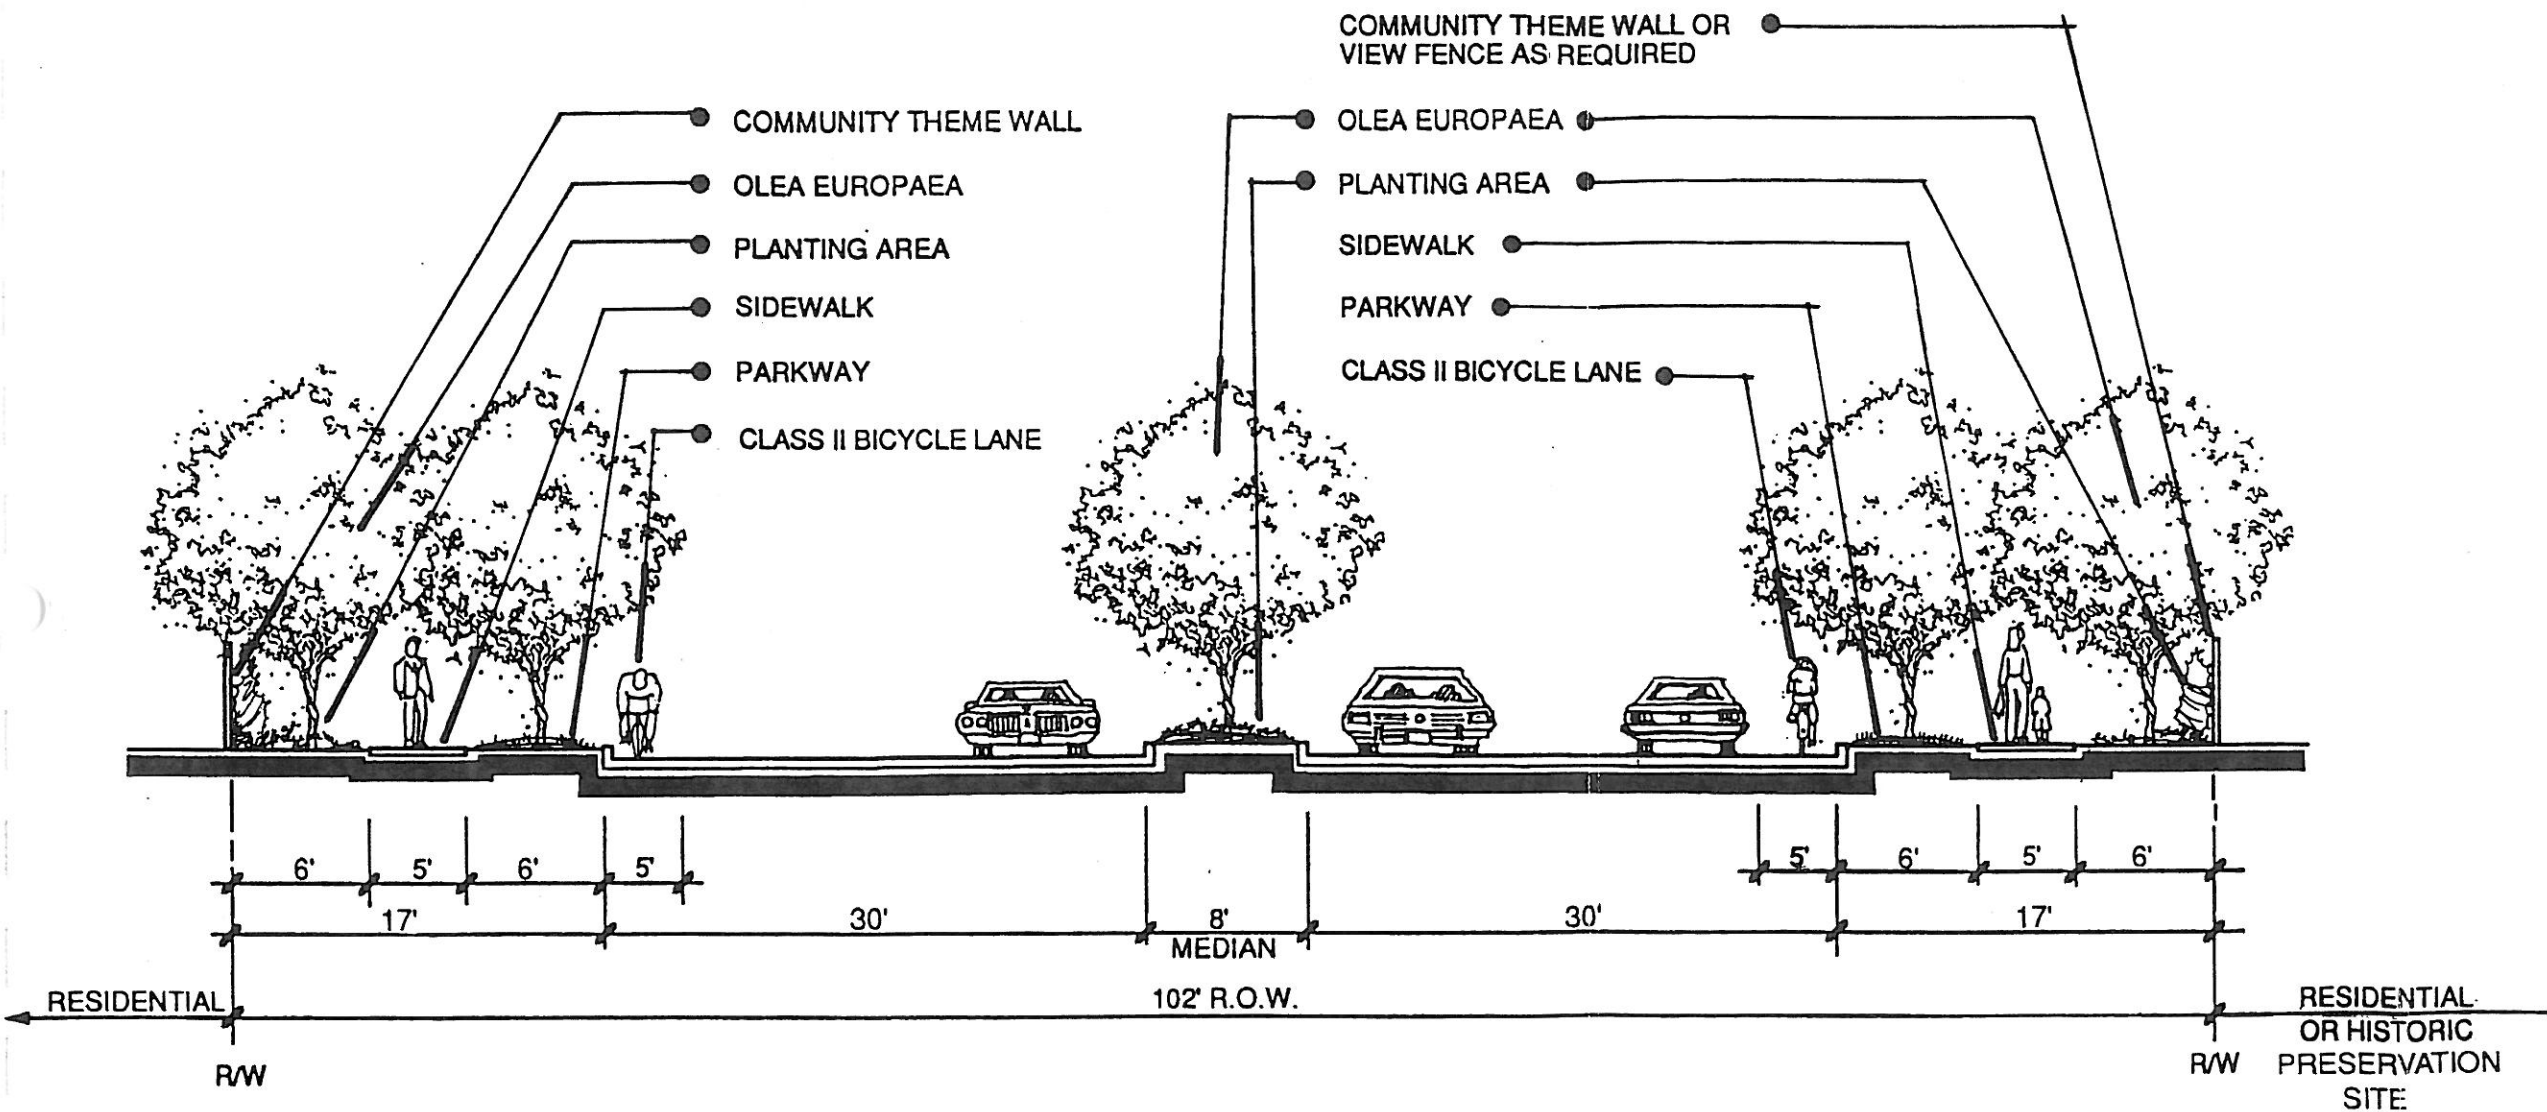 COMMUNITY THEME WALL OR
VIEW FENCE AS REQUIRED
COMMUNITY THEME WALL
OLEA EUROPAEA
PLANTING AREA
SIDEWALK
PARKWAY
CLASS II BICYCLE LANE
OLEA EUROPAEA
PLANTING AREA
SIDEWALK
PARKWAY
CLASS II BICYCLE LANE
6' 5' 6' 5' 5' 6' 5' 6'
17' 30' 8' 30' 17'
MEDIAN
RESIDENTIAL 102' R.O.W. RESIDENTIAL
OR HISTORIC
R/W R/W PRESERVATION
SITE